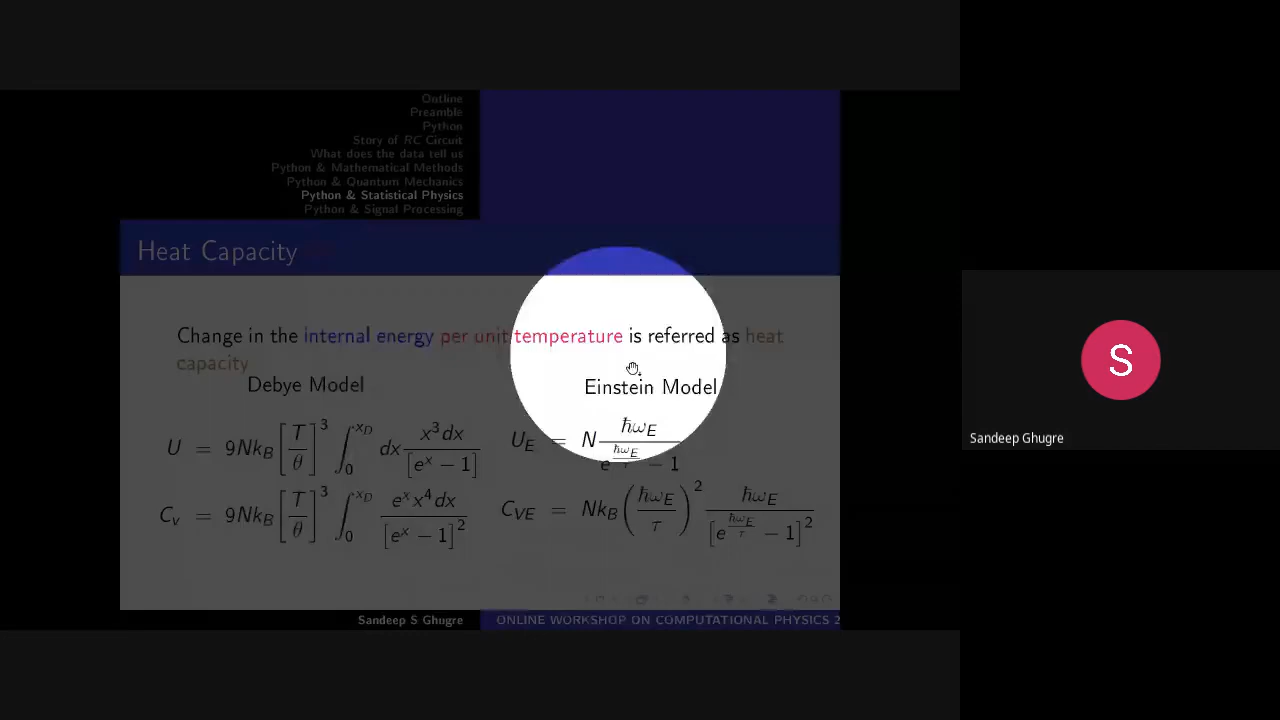 Outline
Preamble
Python
Story of RC Circuit
What does the data tell us
Python & Mathematical Methods
Python & Quantum Mechanics
Python & Statistical Physics
Python & Signal Processing
Heat Capacity
Change in the internal energy per unit temperature is referred as heat
capacity
Debye Model
U = 9Nk_B [T/θ]^3 ∫_0^{x_D} dx x^3dx/[e^x − 1]
C_v = 9Nk_B [T/θ]^3 ∫_0^{x_D} e^x x^4 dx/[e^x − 1]^2
Einstein Model
U_E = N ħω_E/e^{ħω_E/τ} − 1
C_VE = Nk_B (ħω_E/τ)^2 ħω_E/[e^{ħω_E/τ} − 1]^2
Sandeep S Ghugre
ONLINE WORKSHOP ON COMPUTATIONAL PHYSICS 2
S
Sandeep Ghugre